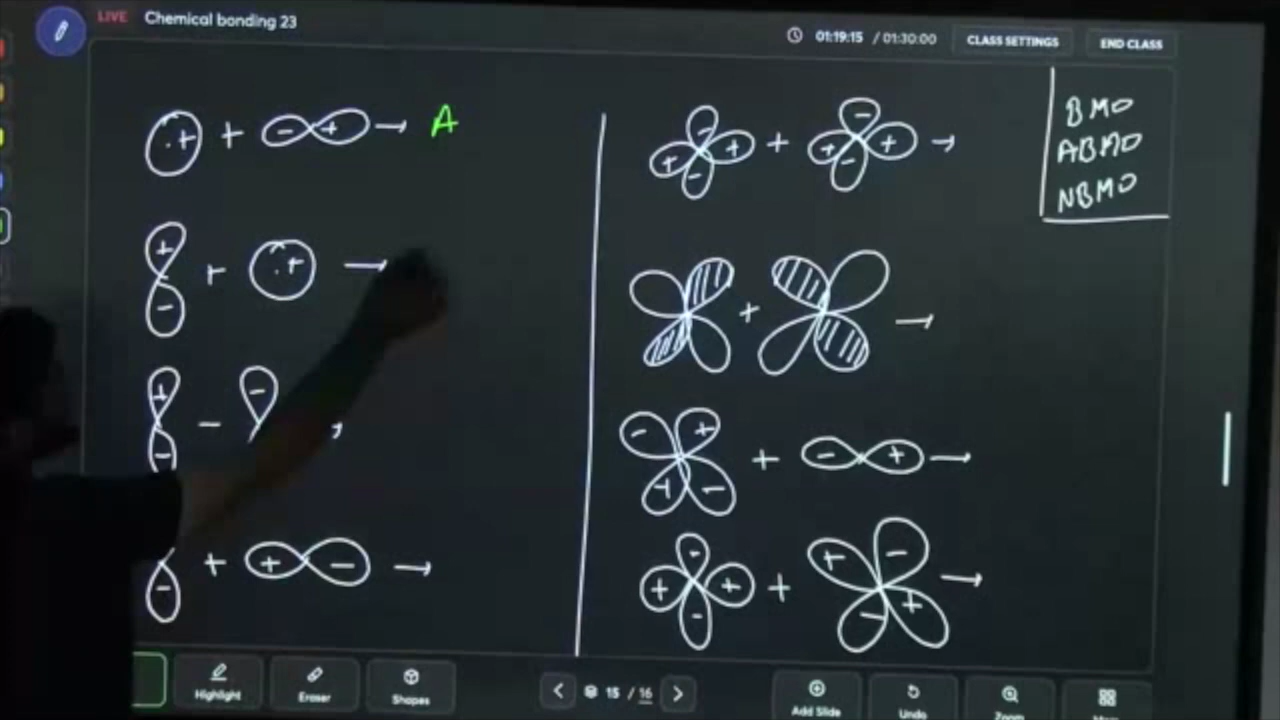 LIVE Chemical bonding 23
01:19:15 / 01:30:00 CLASS SETTINGS END CLASS
+ + - + → A
+ + + →
-
+ - -
-
+ + - →
-
- + - →
+ + + + +
- -
+ →
- + + - + →
+ -
- + - →
+ + + +
- - +
BMO
ABMO
NBMO
Highlight Eraser Shapes < 15 / 16 > Add Slide Undo Zoom